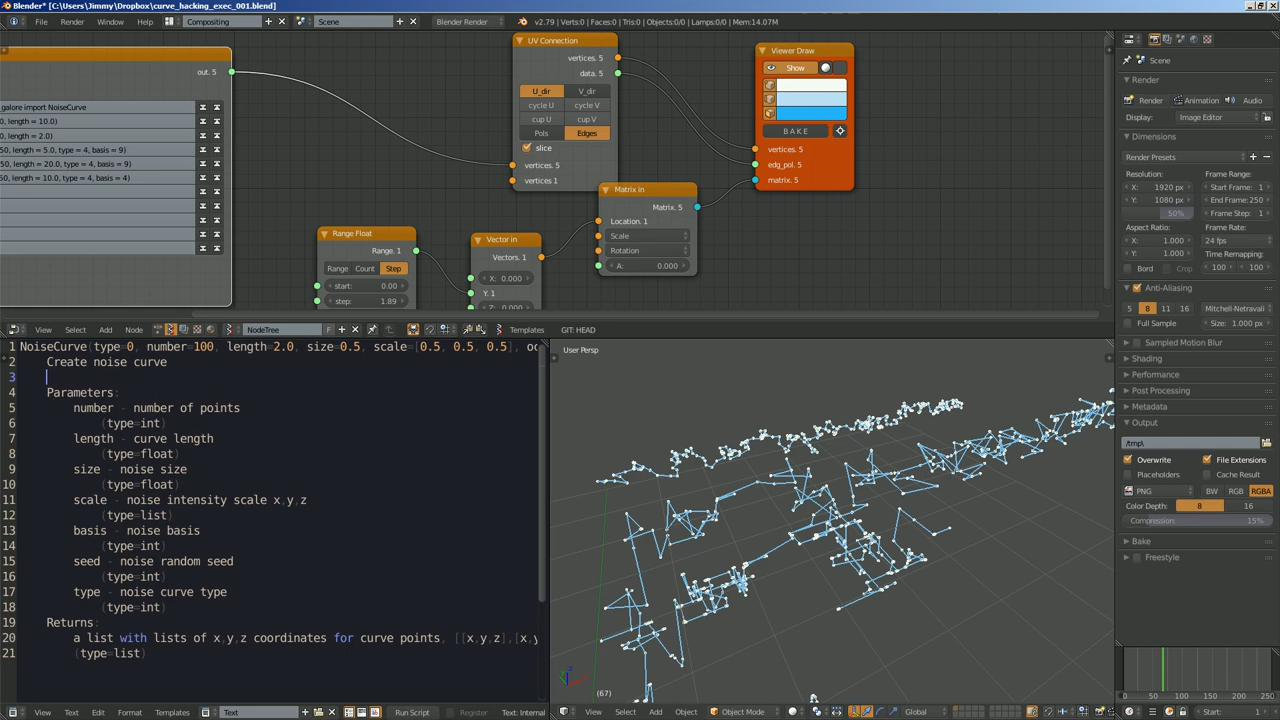 Blender* [C:\Users\Jimmy\Dropbox\curve_hacking_exec_001.blend]
File Window Help Compositing Scene Blender Render v2.79 | Verts:0 | Faces:0 | Tris:0 | Objects:0/0 | Lamps:0/0 | Mem:14.07M
out. 5
galore import NoiseCurve
0, length = 10.0)
0, length = 2.0)
50, length = 5.0, type = 4, basis = 9)
50, length = 20.0, type = 4, basis = 9)
50, length = 10.0, type = 4, basis = 4)
Range Float
Range. 1
Range Count Step
start: 0.00
step: 1.89
Vector in
Vectors. 1
X: 0.000
Y. 1
Z: 0.000
UV Connection
vertices. 5
data. 5
U_dir V_dir
cycle U cycle V
cup U cup V
Pols Edges
slice
vertices. 5
vertices 1
Matrix in
Matrix. 5
Location. 1
Scale
Rotation
A: 0.000
Viewer Draw
Show
B A K E
vertices. 5
edg_pol. 5
matrix. 5
View Select Add Node NodeTree F Templates GIT: HEAD
1 NoiseCurve(type=0, number=100, length=2.0, size=0.5, scale=[0.5, 0.5, 0.5], oc
2 Create noise curve
3
4 Parameters:
5 number - number of points
6 (type=int)
7 length - curve length
8 (type=float)
9 size - noise size
10 (type=float)
11 scale - noise intensity scale x,y,z
12 (type=list)
13 basis - noise basis
14 (type=int)
15 seed - noise random seed
16 (type=int)
17 type - noise curve type
18 (type=int)
19 Returns:
20 a list with lists of x,y,z coordinates for curve points, [[x,y,z],[x,y
21 (type=list)
View Text Edit Format Templates Text Run Script Register Text: Internal
User Persp
(67)
View Select Add Object Object Mode Global
Scene
Render
Render Animation Audio
Display: Image Editor
Dimensions
Render Presets
Resolution: Frame Range:
X: 1920 px Start Frame: 1
Y: 1080 px End Frame: 250
50% Frame Step: 1
Aspect Ratio: Frame Rate:
X: 1.000 24 fps
Y: 1.000 Time Remapping:
Bord Crop 100 100
Anti-Aliasing
5 8 11 16 Mitchell-Netravali
Full Sample Size: 1.000 px
Sampled Motion Blur
Shading
Performance
Post Processing
Metadata
Output
/tmp\
Overwrite File Extensions
Placeholders Cache Result
PNG BW RGB RGBA
Color Depth: 8 16
Compression: 15%
Bake
Freestyle
0 50 100 150 200 250
Start: 1